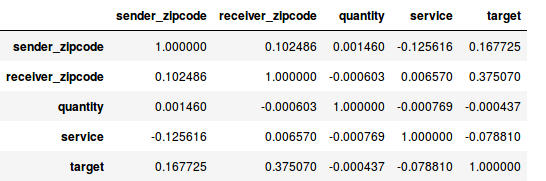 sender_zipcode receiver_zipcode quantity service target
sender_zipcode 1.000000 0.102486 0.001460 -0.125616 0.167725
receiver_zipcode 0.102486 1.000000 -0.000603 0.006570 0.375070
quantity 0.001460 -0.000603 1.000000 -0.000769 -0.000437
service -0.125616 0.006570 -0.000769 1.000000 -0.078810
target 0.167725 0.375070 -0.000437 -0.078810 1.000000